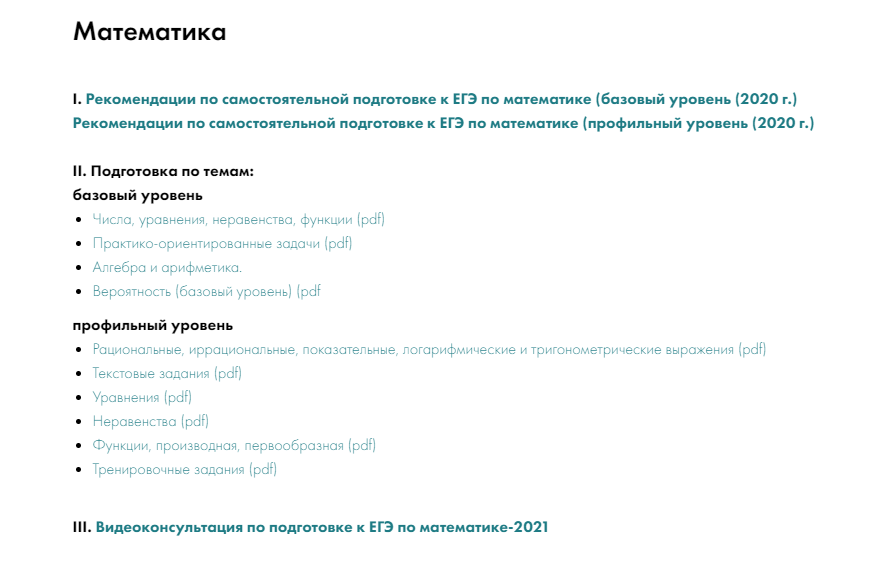 Математика
I. Рекомендации по самостоятельной подготовке к ЕГЭ по математике (базовый уровень (2020 г.)
Рекомендации по самостоятельной подготовке к ЕГЭ по математике (профильный уровень (2020 г.)
II. Подготовка по темам:
базовый уровень
• Числа, уравнения, неравенства, функции (pdf)
• Практико-ориентированные задачи (pdf)
• Алгебра и арифметика.
• Вероятность (базовый уровень) (pdf
профильный уровень
• Рациональные, иррациональные, показательные, логарифмические и тригонометрические выражения (pdf)
• Текстовые задания (pdf)
• Уравнения (pdf)
• Неравенства (pdf)
• Функции, производная, первообразная (pdf)
• Тренировочные задания (pdf)
III. Видеоконсультация по подготовке к ЕГЭ по математике-2021